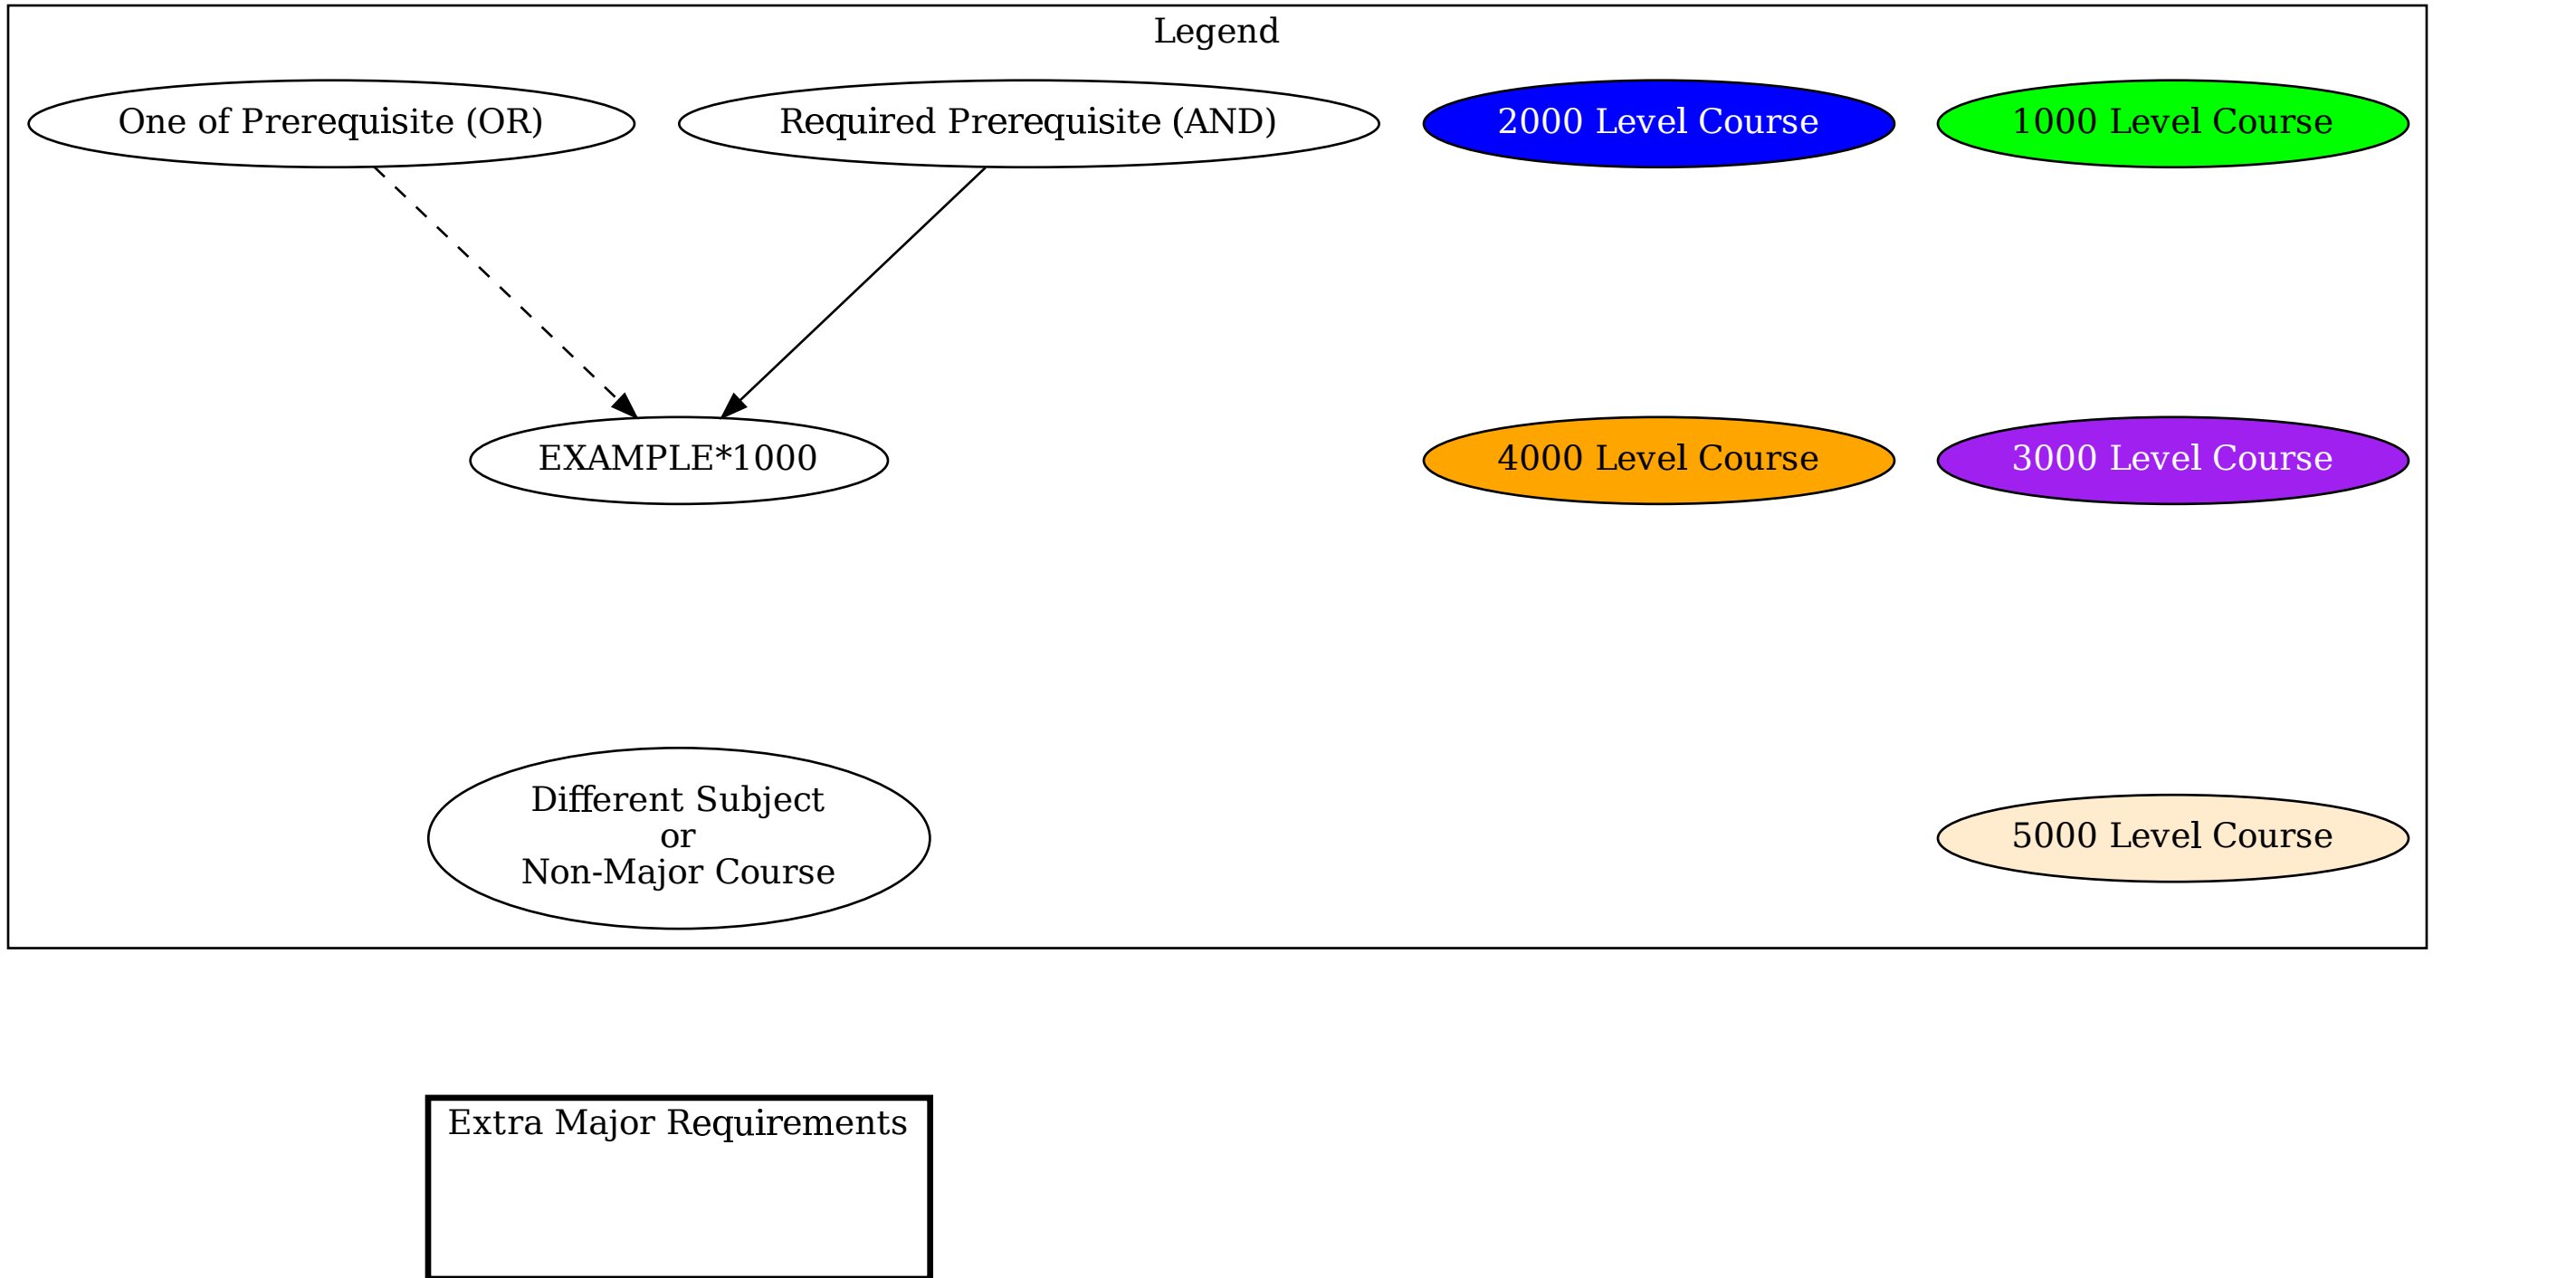 Legend
One of Prerequisite (OR)
Required Prerequisite (AND)
2000 Level Course
1000 Level Course
EXAMPLE*1000
4000 Level Course
3000 Level Course
Different Subject
or
Non-Major Course
5000 Level Course
Extra Major Requirements